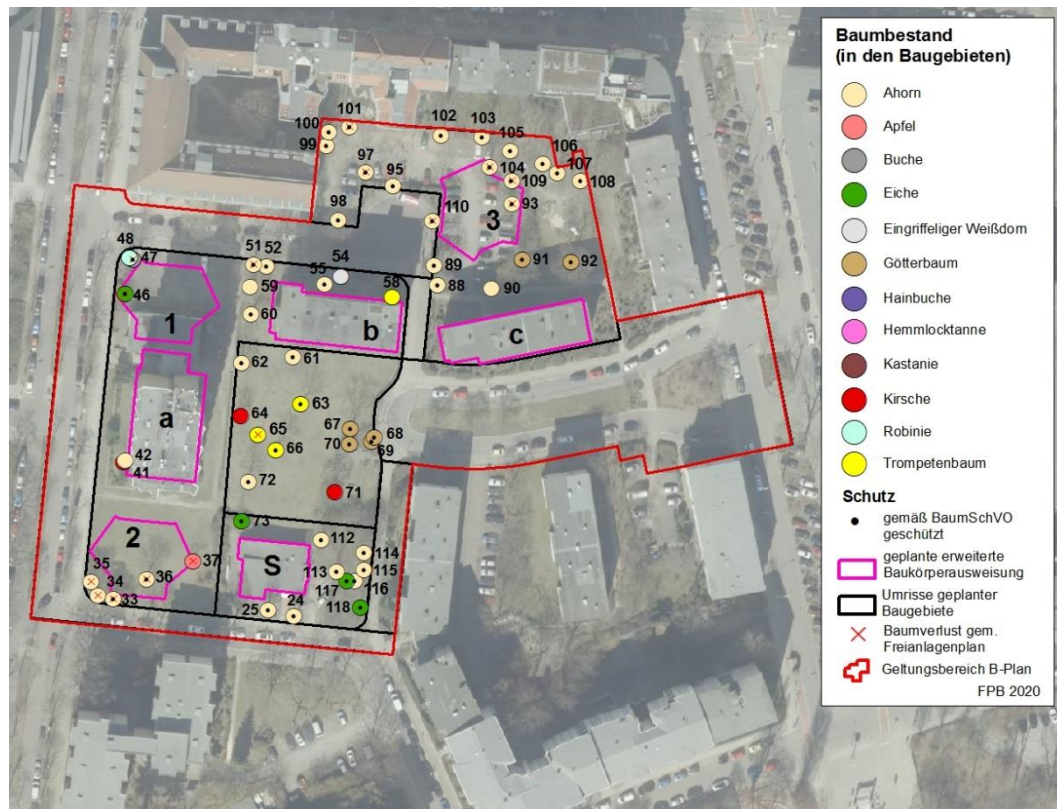 Baumbestand
(in den Baugebieten)
Ahorn
Apfel
Buche
Eiche
Eingriffeliger Weißdorn
Götterbaum
Hainbuche
Hemmlocktanne
Kastanie
Kirsche
Robinie
Trompetenbaum
Schutz
gemäß BaumSchVO
geschützt
geplante erweiterte
Baukörperausweisung
Umrisse geplanter
Baugebiete
Baumverlust gem.
Freianlagenplan
Geltungsbereich B-Plan
FPB 2020
101
100
102
103
99
105
106
97
104
107
95
109
108
98
110
3
93
48
47
51
52
54
89
91
92
55
58
46
59
88
90
1
60
b
c
62
61
63
64
a
65
67
68
66
70
69
42
41
72
71
73
2
112
114
37
S
35
113
115
36
34
117
116
33
25
24
118